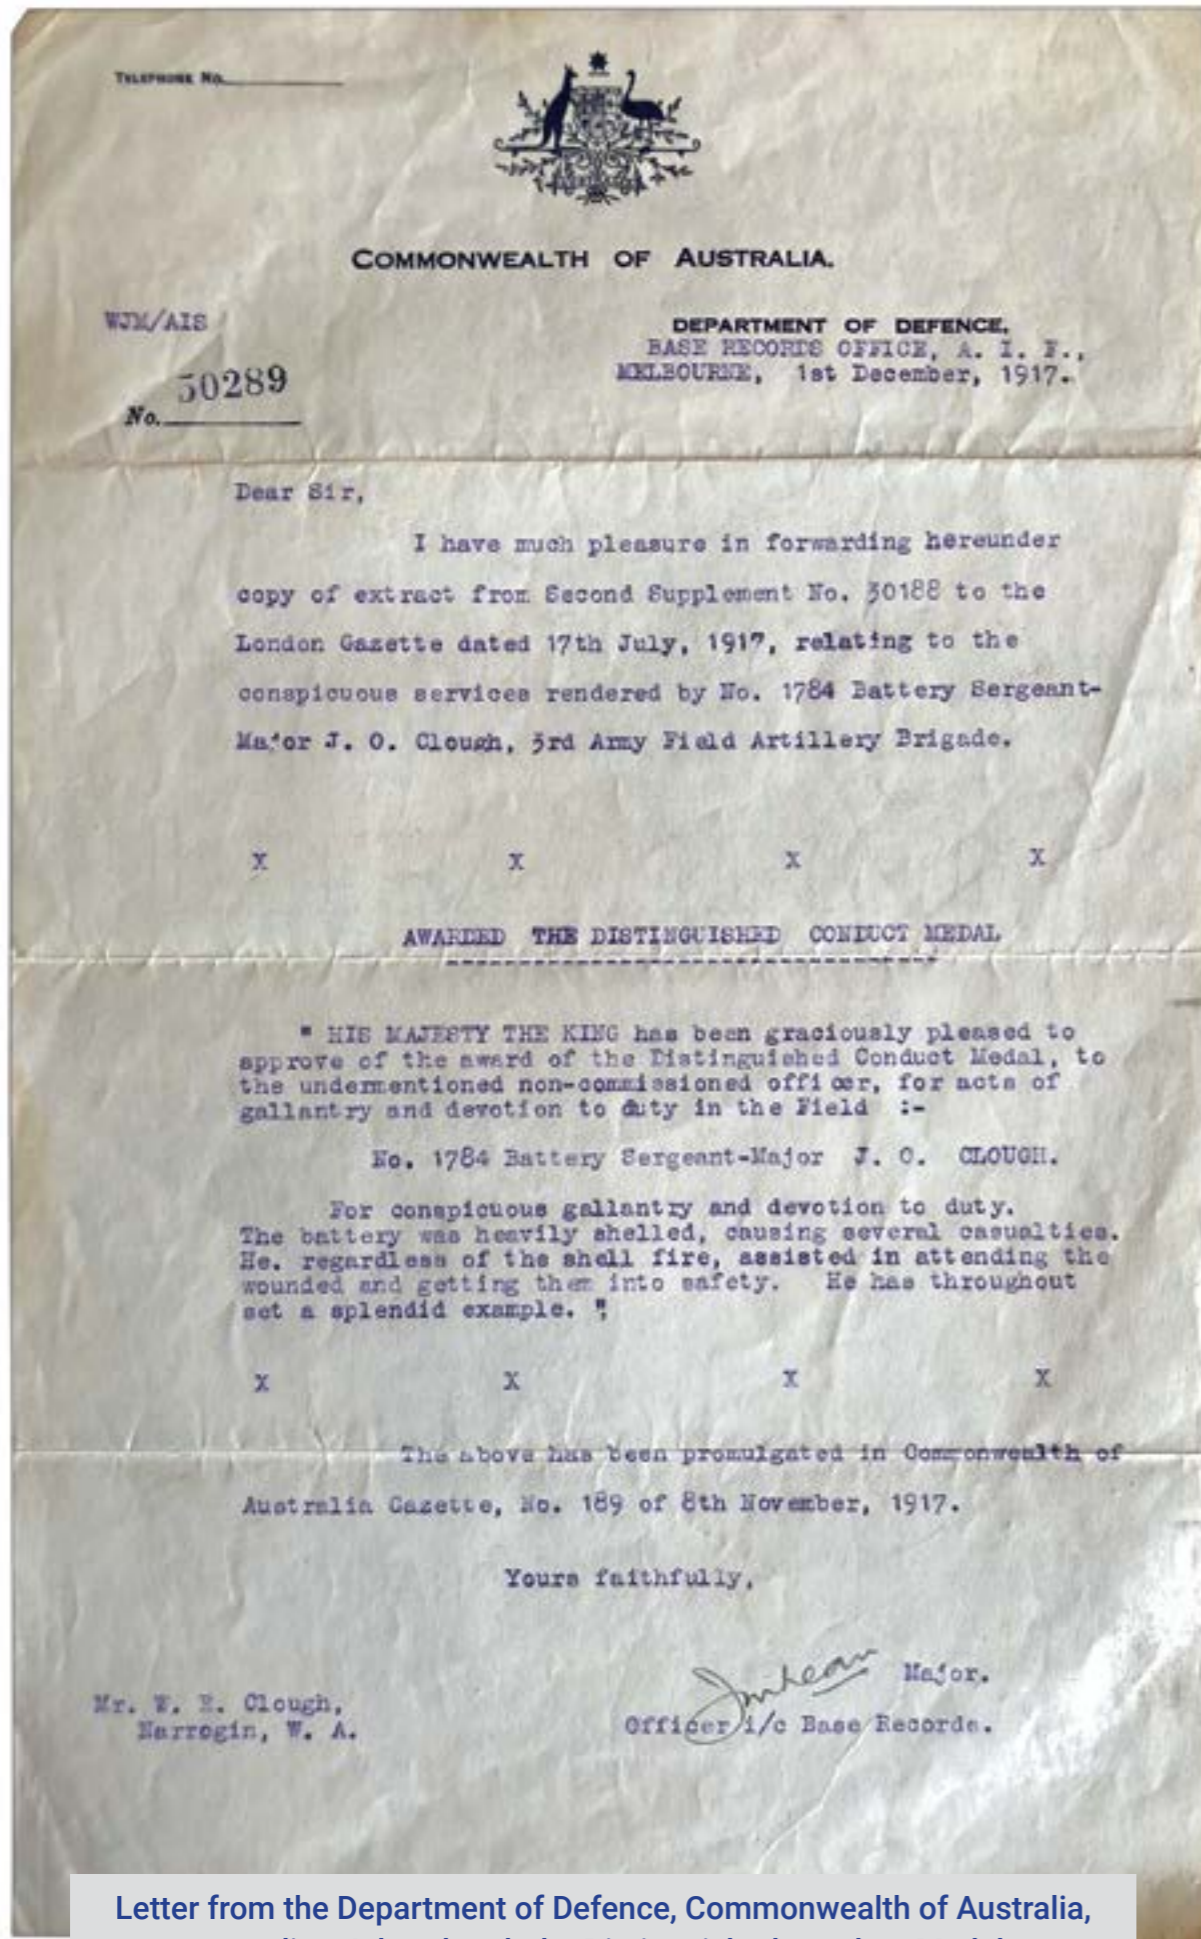 TELEPHONE No.
COMMONWEALTH OF AUSTRALIA.
WJM/AIS
DEPARTMENT OF DEFENCE,
BASE RECORDS OFFICE, A. I. F.,
MELBOURNE, 1st December, 1917.
No. 50289
Dear Sir,
I have much pleasure in forwarding hereunder
copy of extract from Second Supplement No. 30188 to the
London Gazette dated 17th July, 1917, relating to the
conspicuous services rendered by No. 1784 Battery Sergeant-
Major J. O. Clough, 3rd Army Field Artillery Brigade.
X X X X
AWARDED THE DISTINGUISHED CONDUCT MEDAL
" HIS MAJESTY THE KING has been graciously pleased to
approve of the award of the Distinguished Conduct Medal, to
the undermentioned non-commissioned officer, for acts of
gallantry and devotion to duty in the Field :-
No. 1784 Battery Sergeant-Major J. O. CLOUGH.
For conspicuous gallantry and devotion to duty.
The battery was heavily shelled, causing several casualties.
He. regardless of the shell fire, assisted in attending the
wounded and getting them into safety. He has throughout
set a splendid example. "
X X X X
The above has been promulgated in Commonwealth of
Australia Gazette, No. 189 of 8th November, 1917.
Yours faithfully,
Major.
Officer i/c Base Records.
Mr. W. E. Clough,
Narrogin, W. A.
Letter from the Department of Defence, Commonwealth of Australia,